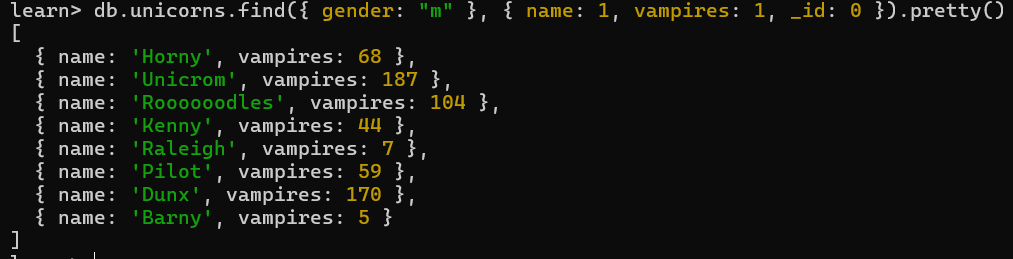 learn> db.unicorns.find({ gender: "m" }, { name: 1, vampires: 1, _id: 0 }).pretty()
[
  { name: 'Horny', vampires: 68 },
  { name: 'Unicrom', vampires: 187 },
  { name: 'Roooooodles', vampires: 104 },
  { name: 'Kenny', vampires: 44 },
  { name: 'Raleigh', vampires: 7 },
  { name: 'Pilot', vampires: 59 },
  { name: 'Dunx', vampires: 170 },
  { name: 'Barny', vampires: 5 }
]